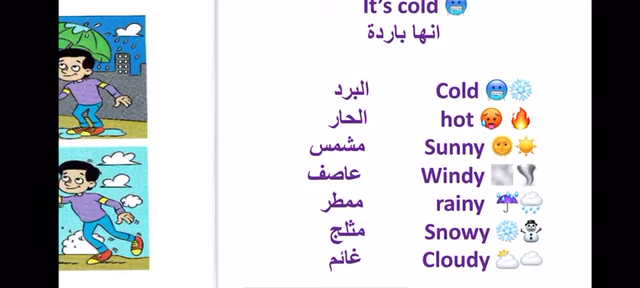 It's cold 🥶
انها باردة
البرد Cold 🥶❄️
الحار hot 🥵 🔥
مشمس Sunny 🌞☀️
عاصف Windy 🌫️🌪️
ممطر rainy ☔🌧️
مثلج Snowy ❄️☃️
غائم Cloudy 🌥️☁️